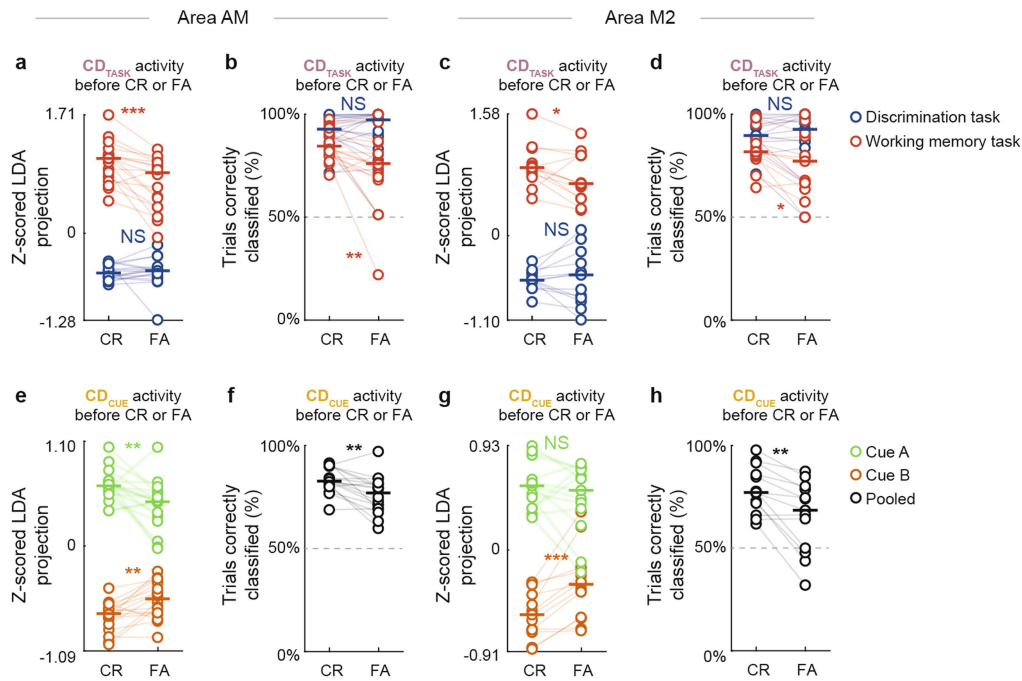 Area AM
Area M2
a
CDTASK activity
before CR or FA
1.71
0
-1.28
Z-scored LDA
projection
***
NS
CR
FA
b
CDTASK activity
before CR or FA
100%
50%
0%
Trials correctly
classified (%)
NS
**
CR
FA
c
CDTASK activity
before CR or FA
1.58
0
-1.10
Z-scored LDA
projection
*
NS
CR
FA
d
CDTASK activity
before CR or FA
100%
50%
0%
Trials correctly
classified (%)
NS
*
CR
FA
Discrimination task
Working memory task
e
CDCUE activity
before CR or FA
1.10
0
-1.09
Z-scored LDA
projection
**
**
CR
FA
f
CDCUE activity
before CR or FA
100%
50%
0%
Trials correctly
classified (%)
**
CR
FA
g
CDCUE activity
before CR or FA
0.93
0
-0.91
Z-scored LDA
projection
NS
***
CR
FA
h
CDCUE activity
before CR or FA
100%
50%
0%
Trials correctly
classified (%)
**
CR
FA
Cue A
Cue B
Pooled